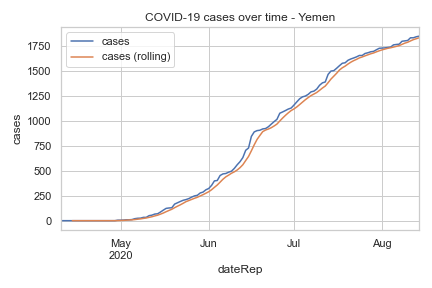 COVID-19 cases over time - Yemen
cases
cases (rolling)
1750
1500
1250
1000
750
500
250
0
cases
May
2020
Jun
Jul
Aug
dateRep